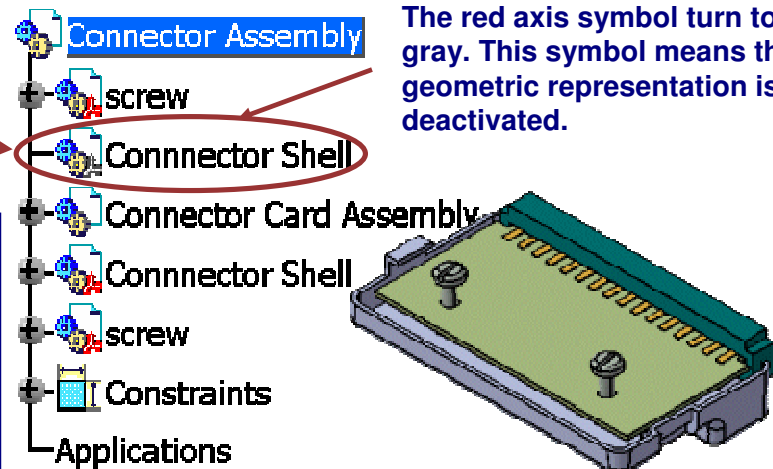 Connector Assembly
screw
Connnector Shell
Connector Card Assembly
Connnector Shell
screw
Constraints
Applications
The red axis symbol turn to
gray. This symbol means th
geometric representation is
deactivated.